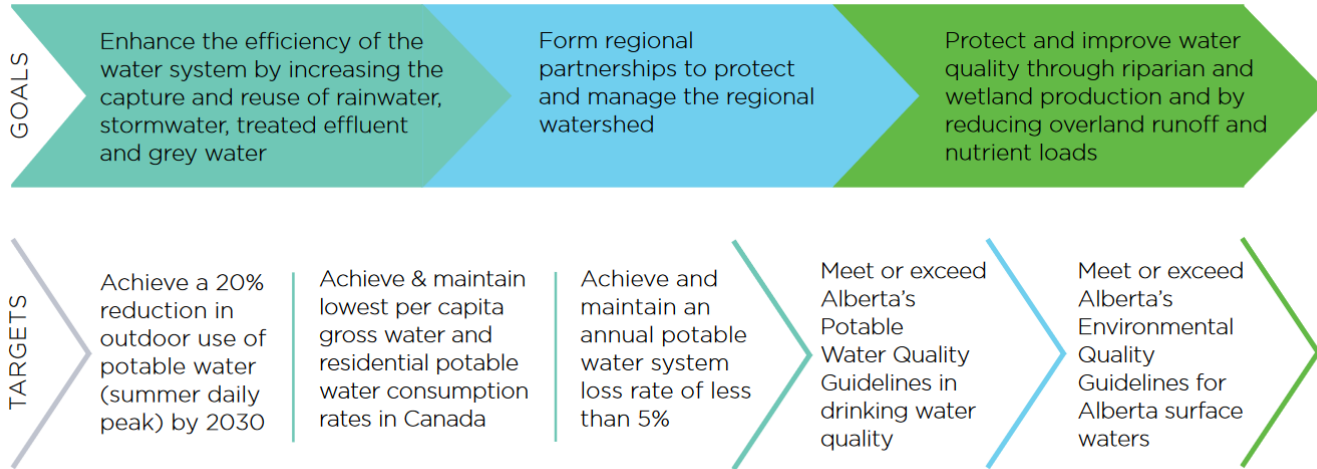 GOALS
Enhance the efficiency of the
water system by increasing the
capture and reuse of rainwater,
stormwater, treated effluent
and grey water
Form regional
partnerships to protect
and manage the regional
watershed
Protect and improve water
quality through riparian and
wetland production and by
reducing overland runoff and
nutrient loads
TARGETS
Achieve a 20%
reduction in
outdoor use of
potable water
(summer daily
peak) by 2030
Achieve & maintain
lowest per capita
gross water and
residential potable
water consumption
rates in Canada
Achieve and
maintain an
annual potable
water system
loss rate of less
than 5%
Meet or exceed
Alberta's
Potable
Water Quality
Guidelines in
drinking water
quality
Meet or exceed
Alberta's
Environmental
Quality
Guidelines for
Alberta surface
waters